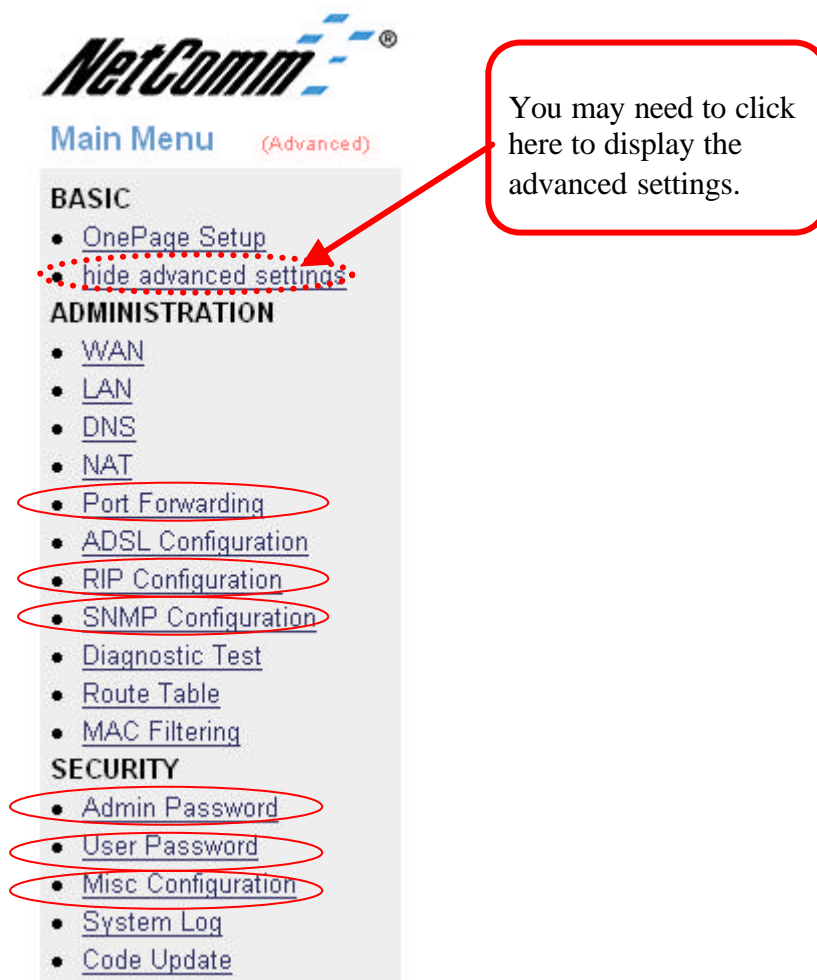 NetComm®
Main Menu (Advanced)
You may need to click
here to display the
advanced settings.
BASIC
• OnePage Setup
• hide advanced settings
ADMINISTRATION
• WAN
• LAN
• DNS
• NAT
• Port Forwarding
• ADSL Configuration
• RIP Configuration
• SNMP Configuration
• Diagnostic Test
• Route Table
• MAC Filtering
SECURITY
• Admin Password
• User Password
• Misc Configuration
• System Log
• Code Update